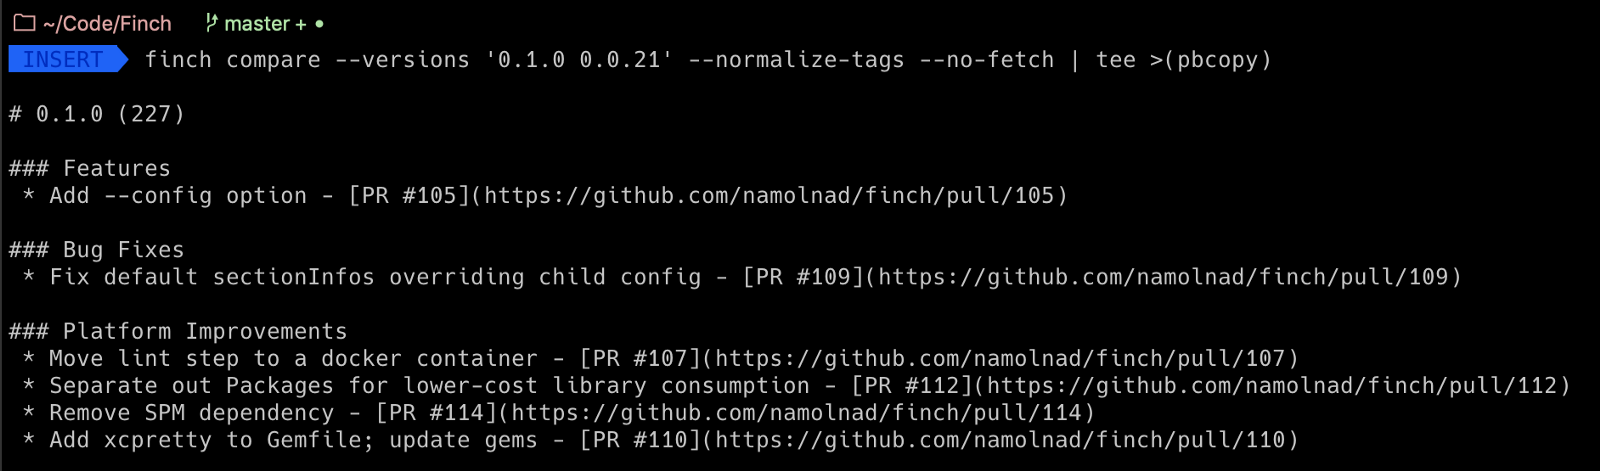 ~/Code/Finch master + •
INSERT finch compare --versions '0.1.0 0.0.21' --normalize-tags --no-fetch | tee >(pbcopy)
# 0.1.0 (227)
### Features
* Add --config option - [PR #105](https://github.com/namolnad/finch/pull/105)
### Bug Fixes
* Fix default sectionInfos overriding child config - [PR #109](https://github.com/namolnad/finch/pull/109)
### Platform Improvements
* Move lint step to a docker container - [PR #107](https://github.com/namolnad/finch/pull/107)
* Separate out Packages for lower-cost library consumption - [PR #112](https://github.com/namolnad/finch/pull/112)
* Remove SPM dependency - [PR #114](https://github.com/namolnad/finch/pull/114)
* Add xcpretty to Gemfile; update gems - [PR #110](https://github.com/namolnad/finch/pull/110)